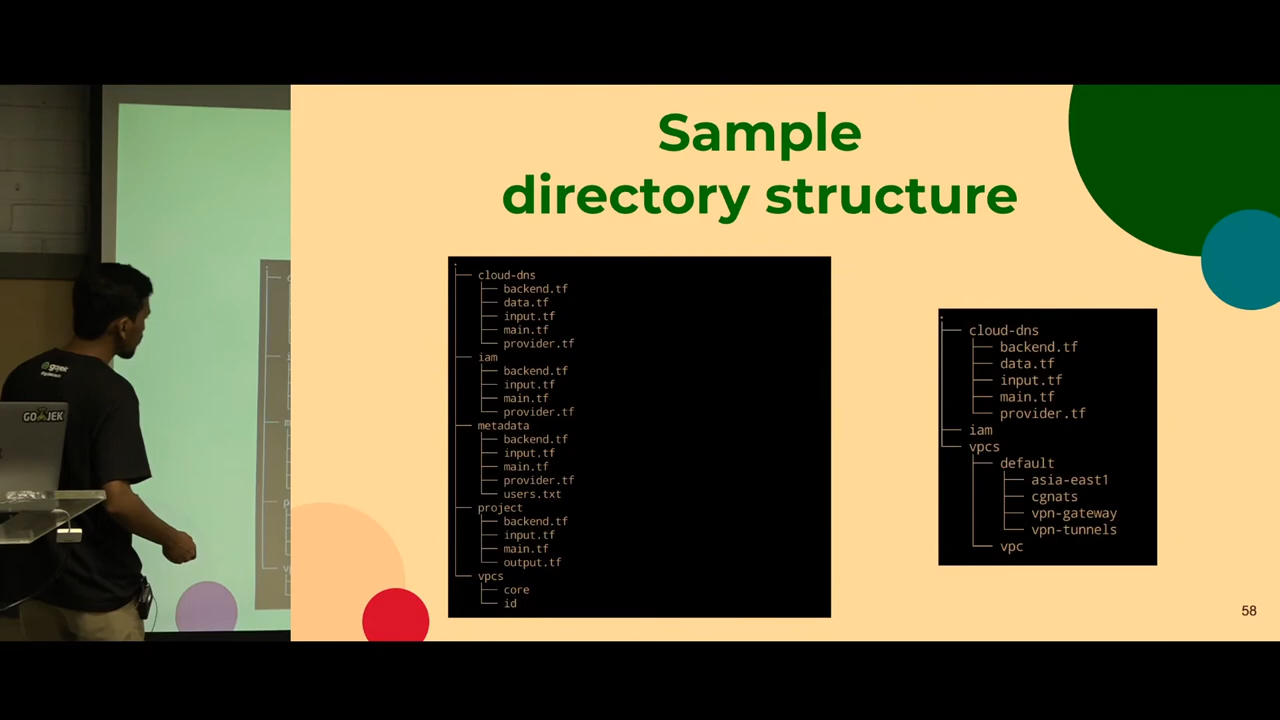 Sample
directory structure
.
├── cloud-dns
│   ├── backend.tf
│   ├── data.tf
│   ├── input.tf
│   ├── main.tf
│   └── provider.tf
├── iam
│   ├── backend.tf
│   ├── input.tf
│   ├── main.tf
│   └── provider.tf
├── metadata
│   ├── backend.tf
│   ├── input.tf
│   ├── main.tf
│   ├── provider.tf
│   └── users.txt
├── project
│   ├── backend.tf
│   ├── input.tf
│   ├── main.tf
│   └── output.tf
└── vpcs
    ├── core
    └── id
.
├── cloud-dns
│   ├── backend.tf
│   ├── data.tf
│   ├── input.tf
│   ├── main.tf
│   └── provider.tf
├── iam
└── vpcs
    ├── default
    │   ├── asia-east1
    │   ├── cgnats
    │   ├── vpn-gateway
    │   └── vpn-tunnels
    └── vpc
58
gojek
GOJEK